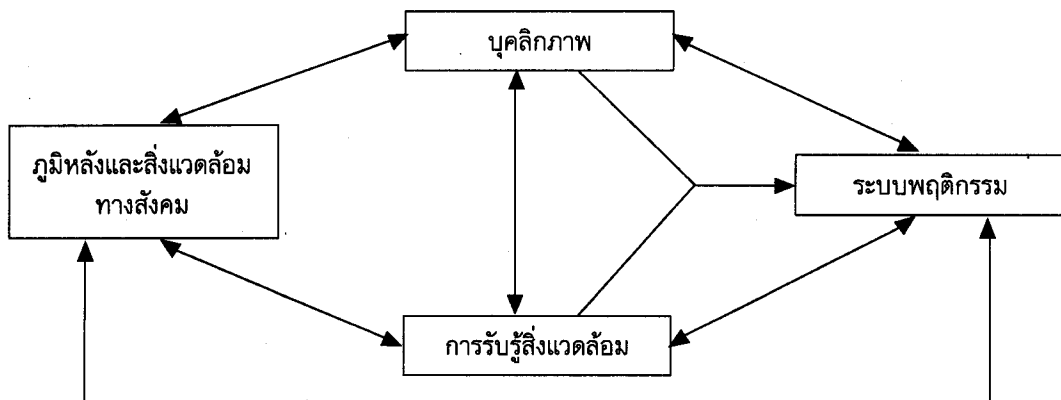 บุคลิกภาพ
ภูมิหลังและสิ่งแวดล้อม
ทางสังคม
ระบบพฤติกรรม
การรับรู้สิ่งแวดล้อม